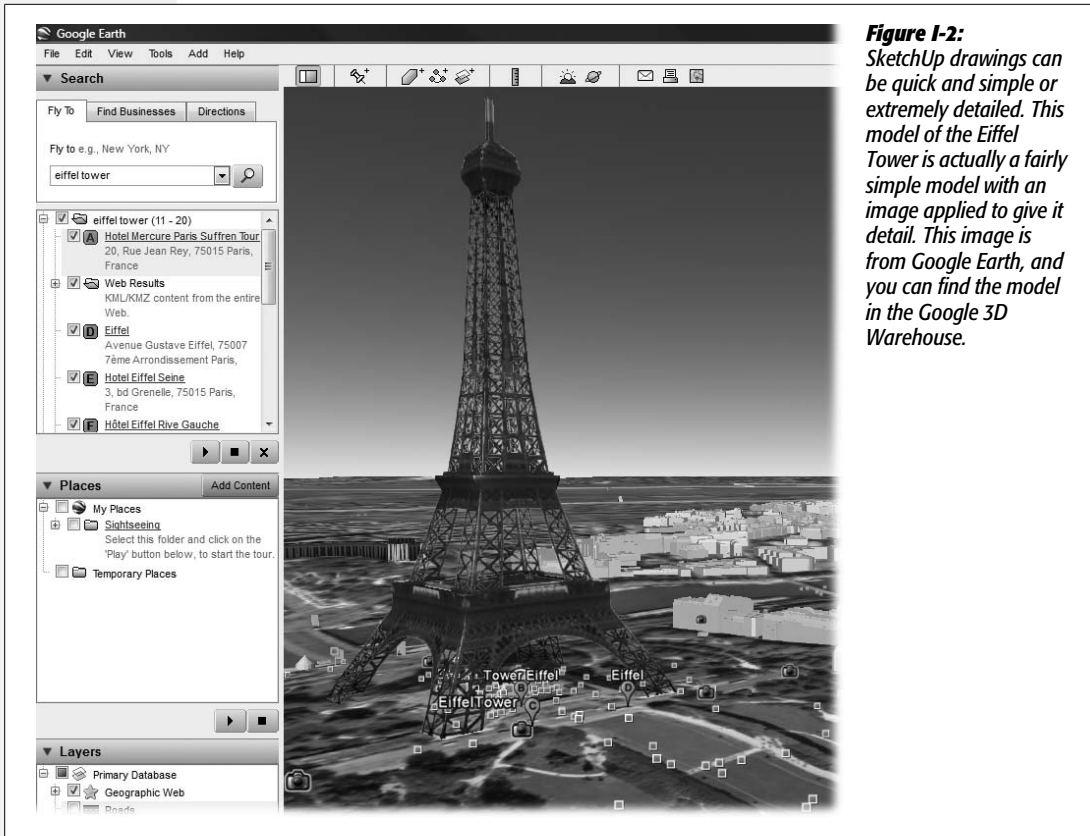 Google Earth
File Edit View Tools Add Help
Search
Fly To Find Businesses Directions
Fly to e.g., New York, NY
eiffel tower
eiffel tower (11 - 20)
A Hotel Mercure Paris Suffren Tour
20, Rue Jean Rey, 75015 Paris,
France
Web Results
KML/KMZ content from the entire
Web.
D Eiffel
Avenue Gustave Eiffel, 75007
7ème Arrondissement Paris,
E Hotel Eiffel Seine
3, bd Grenelle, 75015 Paris,
France
F Hôtel Eiffel Rive Gauche
Places Add Content
My Places
Sightseeing
Select this folder and click on the
'Play' button below, to start the tour.
Temporary Places
Layers
Primary Database
Geographic Web
Roads
Tower Eiffel
B
Eiffel
D
Eiffel Tower
C
Figure I-2:
SketchUp drawings can
be quick and simple or
extremely detailed. This
model of the Eiffel
Tower is actually a fairly
simple model with an
image applied to give it
detail. This image is
from Google Earth, and
you can find the model
in the Google 3D
Warehouse.